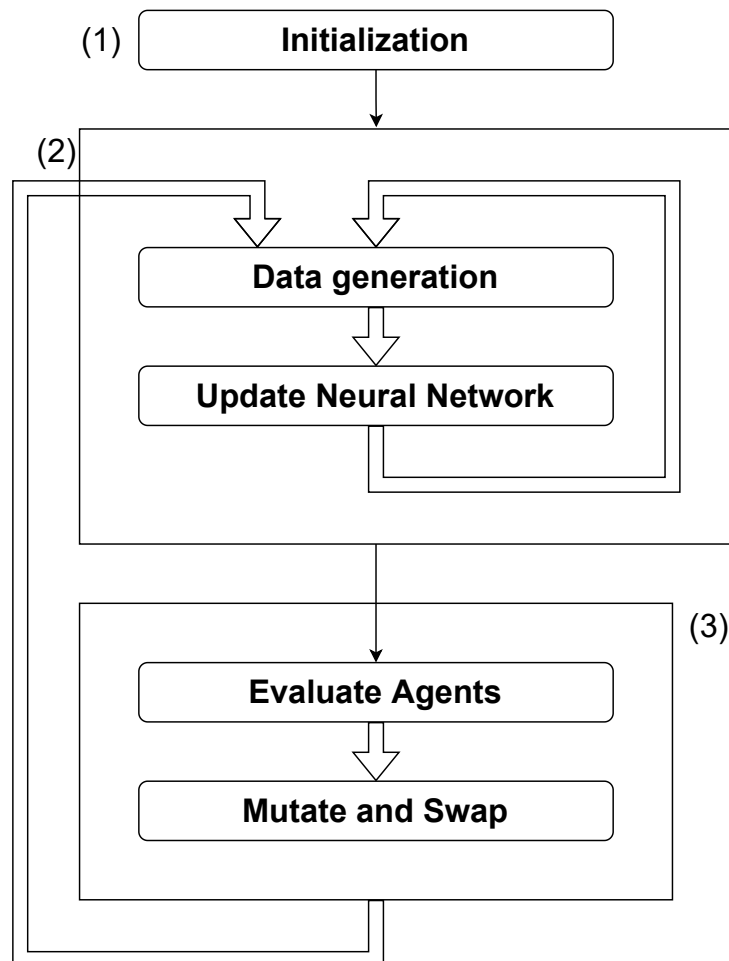 (1)
Initialization
(2)
Data generation
Update Neural Network
(3)
Evaluate Agents
Mutate and Swap